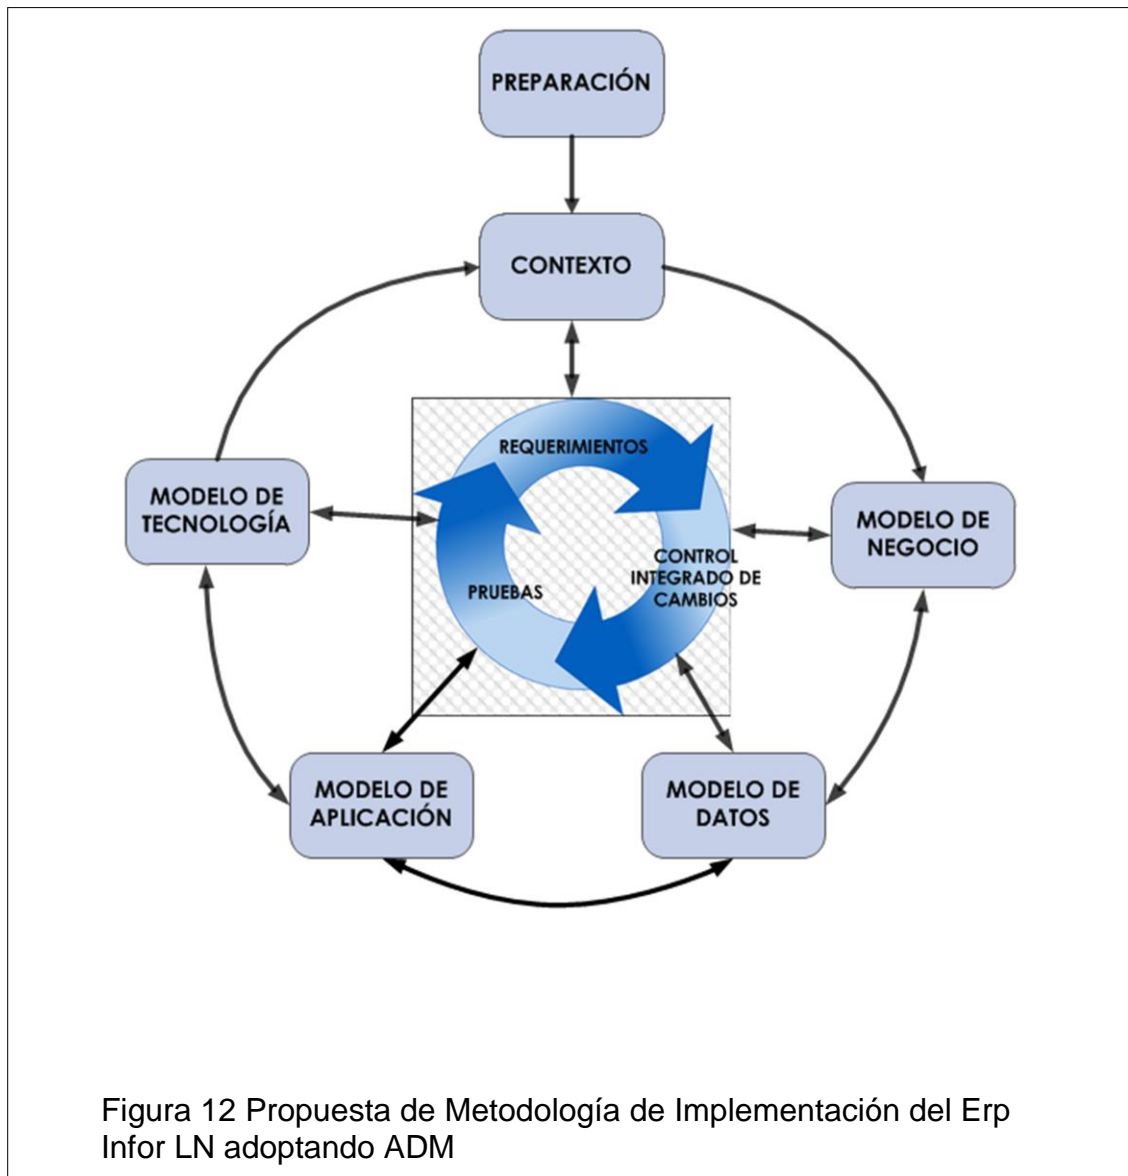 PREPARACIÓN
CONTEXTO
REQUERIMIENTOS
MODELO DE
TECNOLOGÍA
MODELO DE
NEGOCIO
CONTROL
INTEGRADO DE
CAMBIOS
PRUEBAS
MODELO DE
APLICACIÓN
MODELO DE
DATOS
Figura 12 Propuesta de Metodología de Implementación del Erp
Infor LN adoptando ADM